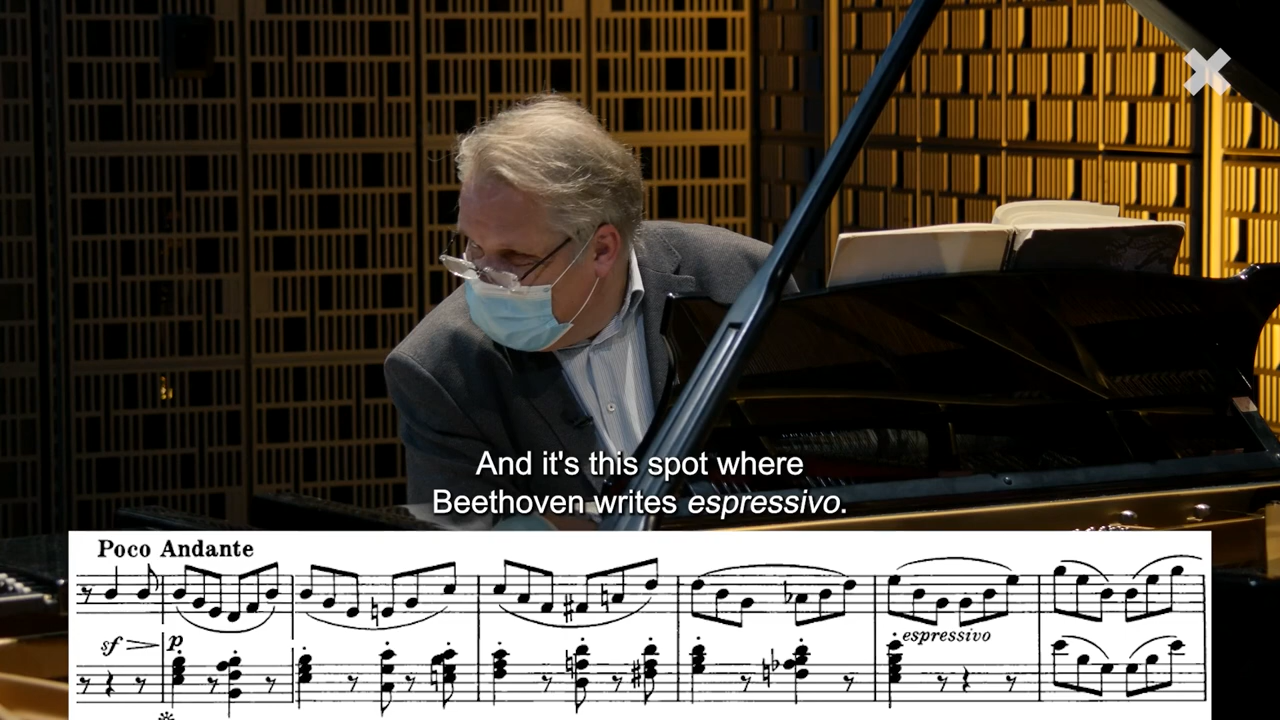 And it's this spot where
Beethoven writes espressivo.
Poco Andante
sf p
espressivo